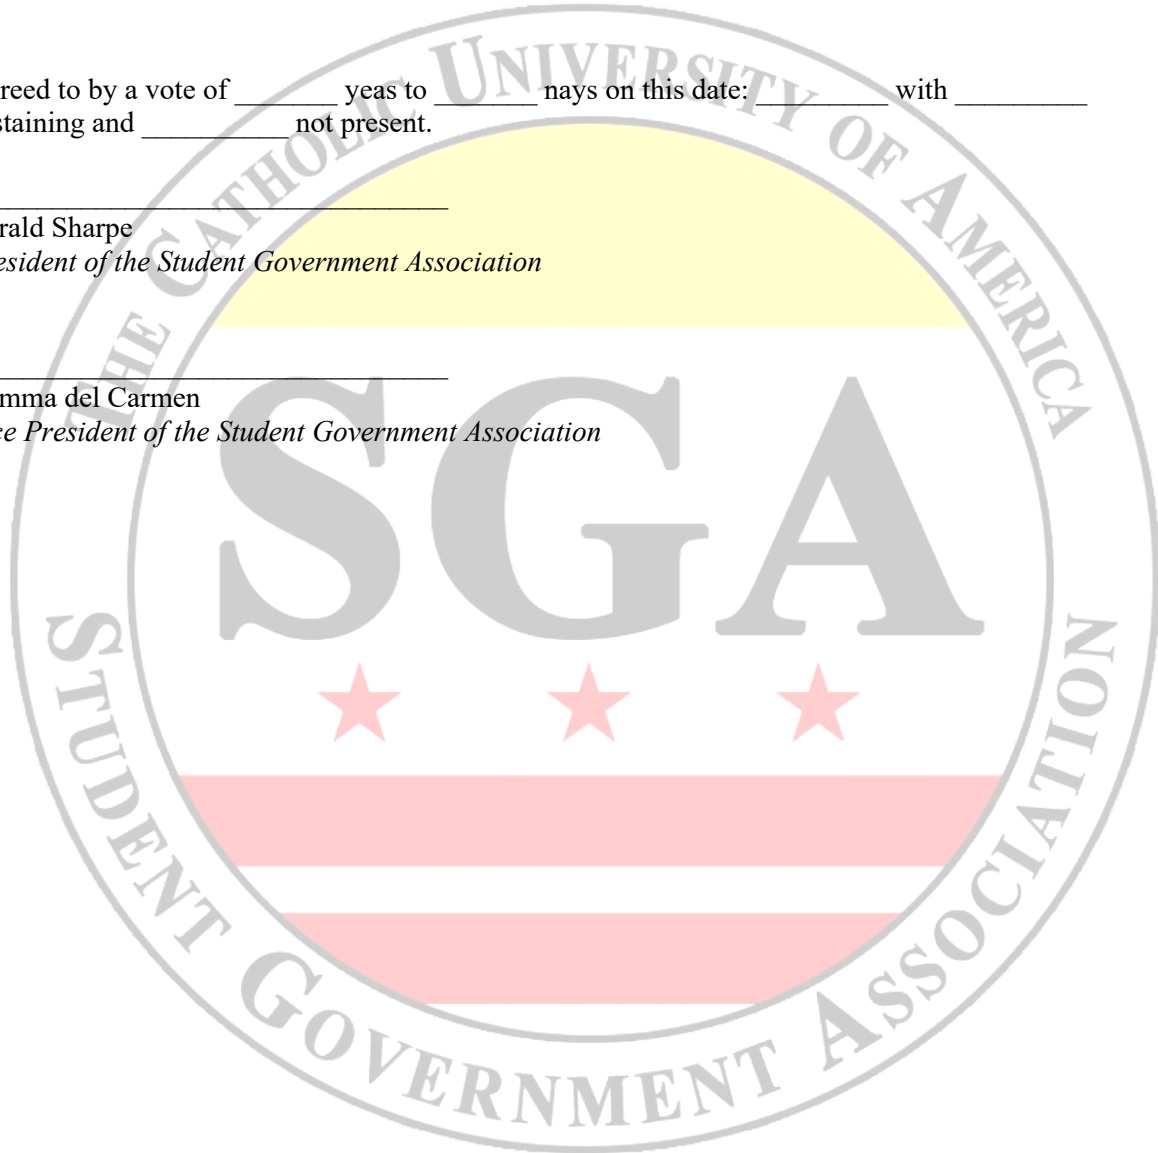 reed to by a vote of _______ yeas to _______ nays on this date: _________ with _________
staining and __________ not present.
rald Sharpe
esident of the Student Government Association
mma del Carmen
ce President of the Student Government Association
THE CATHOLIC UNIVERSITY OF AMERICA
SGA
STUDENT GOVERNMENT ASSOCIATION